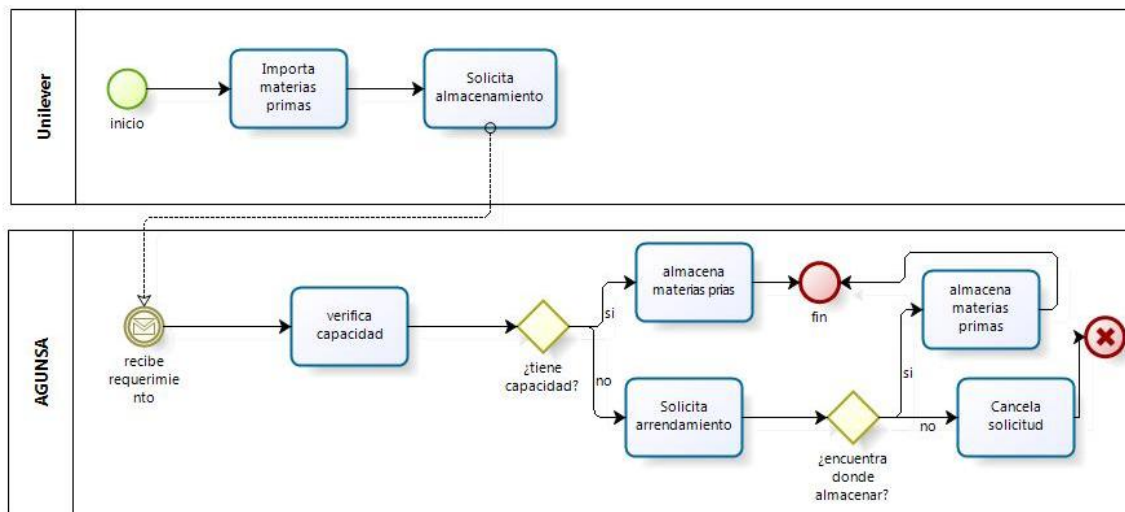 Unilever
inicio
Importa
materias
primas
Solicita
almacenamiento
AGUNSA
recibe
requerimie
nto
verifica
capacidad
¿tiene
capacidad?
si
no
almacena
materias prias
fin
Solicita
arrendamiento
¿encuentra
donde
almacenar?
si
no
almacena
materias
primas
Cancela
solicitud